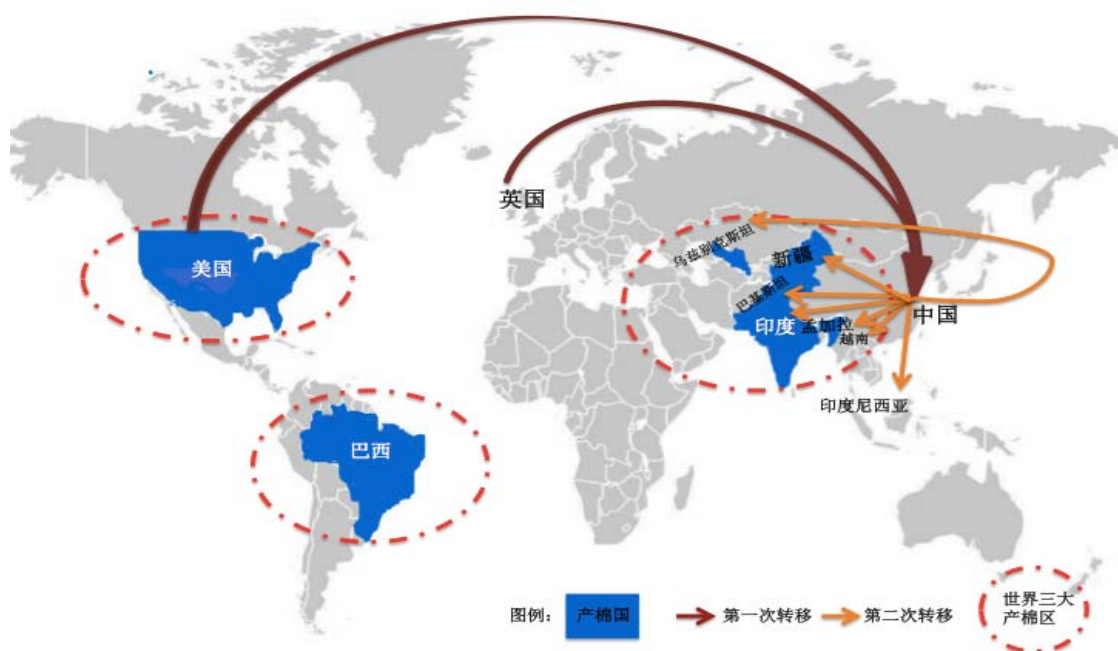 英国
美国
乌兹别克斯坦
新疆
巴基斯坦
印度
孟加拉
越南
中国
印度尼西亚
巴西
图例： 产棉国 第一次转移 第二次转移
世界三大
产棉区